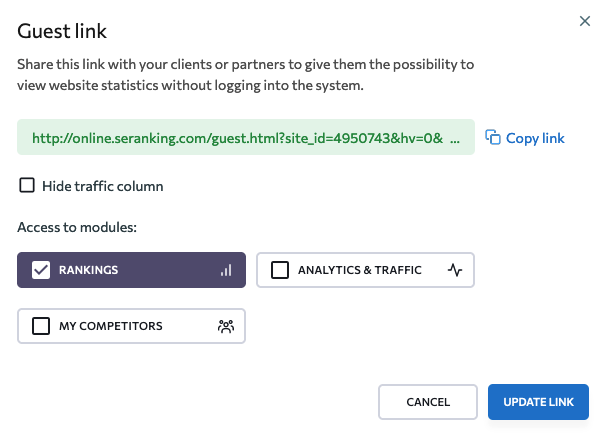 Guest link
Share this link with your clients or partners to give them the possibility to
view website statistics without logging into the system.
http://online.seranking.com/guest.html?site_id=4950743&hv=0& ...
Copy link
Hide traffic column
Access to modules:
RANKINGS
ANALYTICS & TRAFFIC
MY COMPETITORS
CANCEL
UPDATE LINK